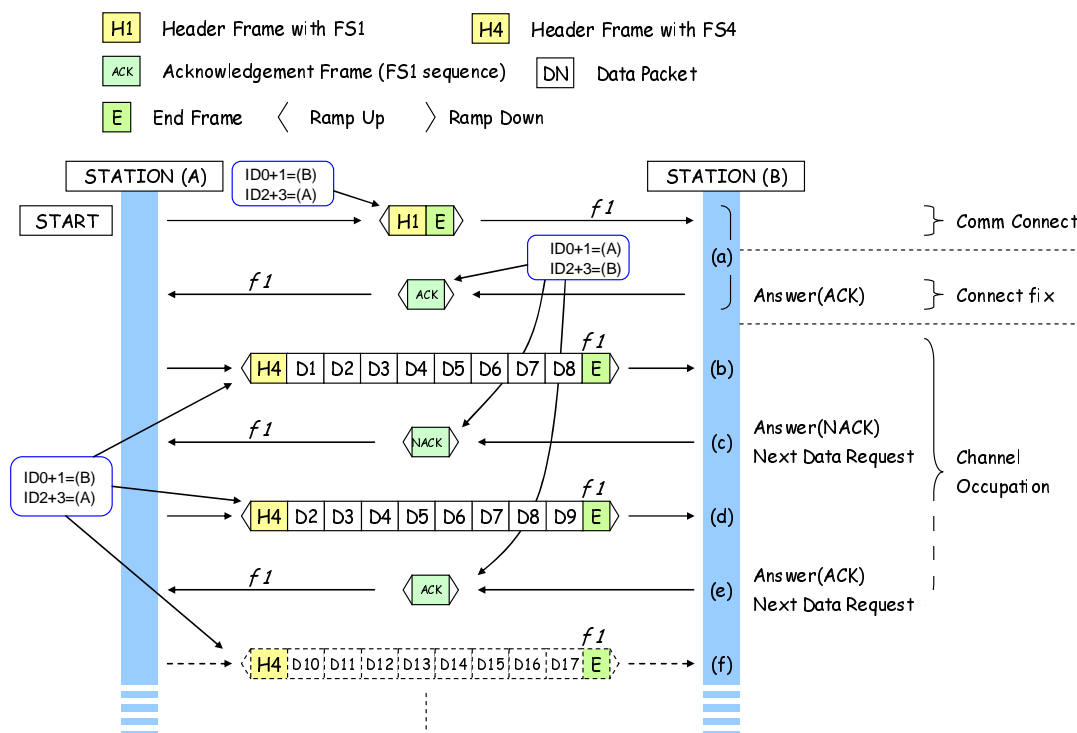 H1 Header Frame with FS1 H4 Header Frame with FS4
ACK Acknowledgement Frame (FS1 sequence) DN Data Packet
E End Frame 〈 Ramp Up 〉 Ramp Down
STATION (A) ID0+1=(B) STATION (B)
ID2+3=(A)
START H1 E f1 Comm Connect
(a)
ID0+1=(A)
ID2+3=(B)
f1 ACK Answer(ACK) Connect fix
f1
H4 D1 D2 D3 D4 D5 D6 D7 D8 E (b)
f1 NACK (c) Answer(NACK)
Next Data Request
Channel
Occupation
ID0+1=(B)
ID2+3=(A)
f1
H4 D2 D3 D4 D5 D6 D7 D8 D9 E (d)
f1 ACK (e) Answer(ACK)
Next Data Request
f1
H4 D10 D11 D12 D13 D14 D15 D16 D17 E (f)